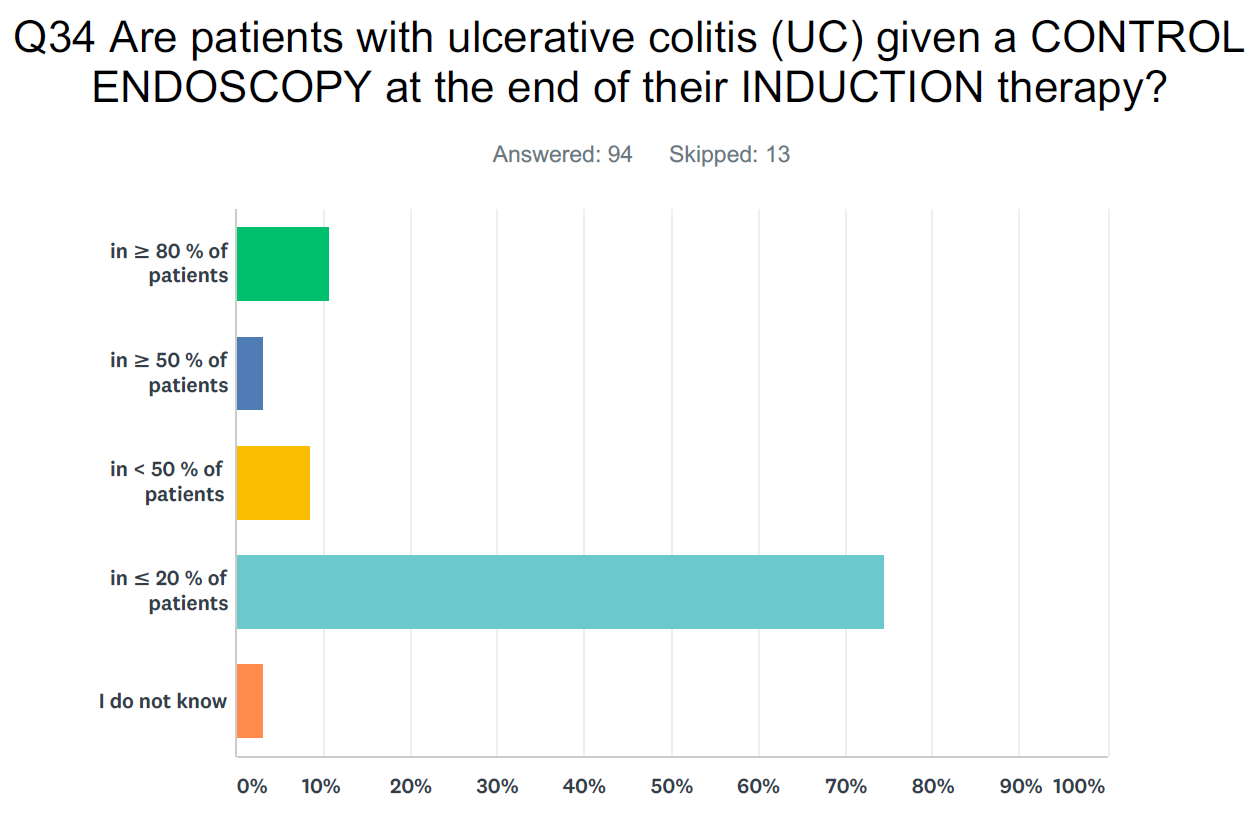 Q34 Are patients with ulcerative colitis (UC) given a CONTROL
ENDOSCOPY at the end of their INDUCTION therapy?
Answered: 94 Skipped: 13
in ≥ 80 % of
patients
in ≥ 50 % of
patients
in < 50 % of
patients
in ≤ 20 % of
patients
I do not know
0% 10% 20% 30% 40% 50% 60% 70% 80% 90% 100%